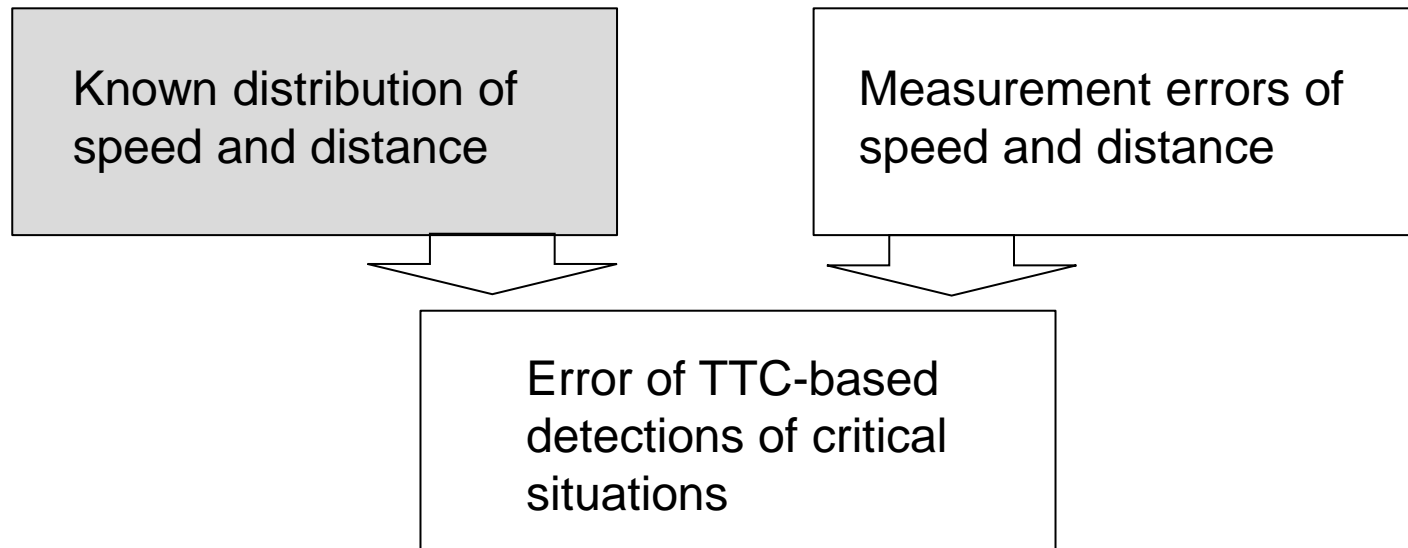 Known distribution of
speed and distance
Measurement errors of
speed and distance
Error of TTC-based
detections of critical
situations